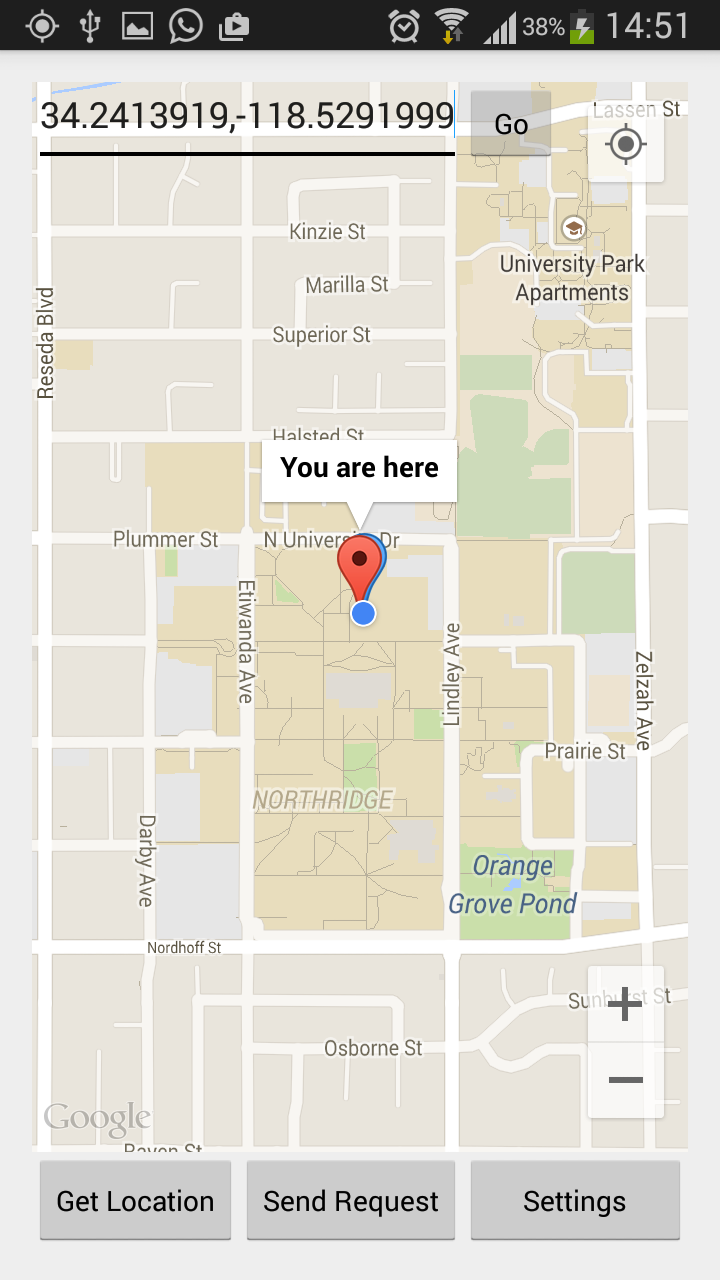 38% 14:51
34.2413919,-118.5291999
Go
Lassen St
Kinzie St
University Park
Apartments
Marilla St
Reseda Blvd
Superior St
Halsted St
You are here
Plummer St
N University Dr
Etiwanda Ave
Lindley Ave
Zelzah Ave
Prairie St
NORTHRIDGE
Darby Ave
Orange
Grove Pond
Nordhoff St
Sunburst St
Osborne St
Google
Raven St
Get Location
Send Request
Settings